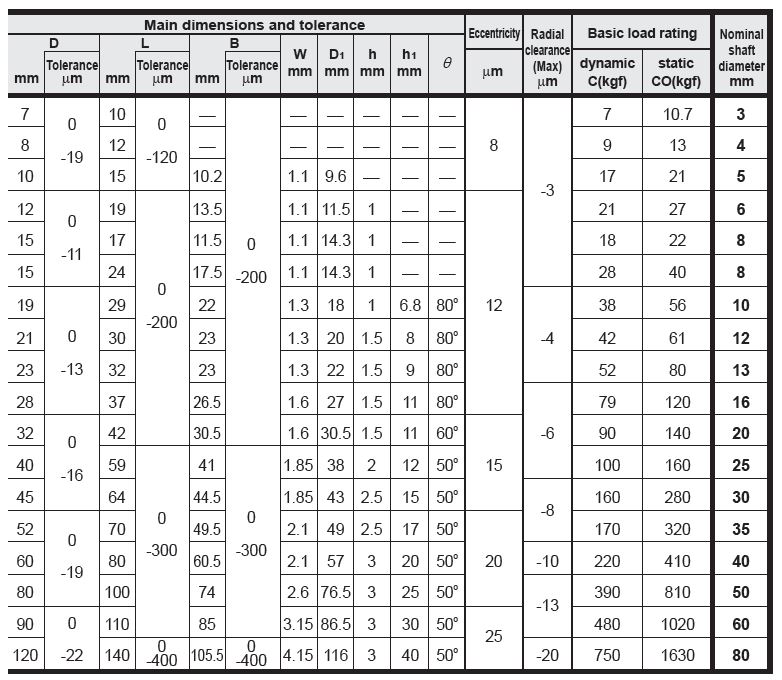 Main dimensions and tolerance Eccentricity Radial clearance (Max) μm Basic load rating Nominal shaft diameter mm
D L B W mm D1 mm h mm h1 mm θ
mm Tolerance μm mm Tolerance μm mm Tolerance μm μm dynamic C(kgf) static CO(kgf)
7 0 -19 10 0 -120 — 0 -200 — — — — — 8 -3 7 10.7 3
8 12 — — — — — — 9 13 4
10 15 10.2 1.1 9.6 — — — 17 21 5
12 0 -11 19 0 -200 13.5 1.1 11.5 1 — — 12 21 27 6
15 17 11.5 1.1 14.3 1 — — 18 22 8
15 24 17.5 1.1 14.3 1 — — 28 40 8
19 0 -13 29 22 1.3 18 1 6.8 80° -4 38 56 10
21 30 23 1.3 20 1.5 8 80° 42 61 12
23 32 23 1.3 22 1.5 9 80° 52 80 13
28 37 26.5 1.6 27 1.5 11 80° -6 79 120 16
32 0 -16 42 30.5 1.6 30.5 1.5 11 60° 15 90 140 20
40 59 0 -300 41 0 -300 1.85 38 2 12 50° 100 160 25
45 64 44.5 1.85 43 2.5 15 50° -8 160 280 30
52 0 -19 70 49.5 2.1 49 2.5 17 50° 20 170 320 35
60 80 60.5 2.1 57 3 20 50° -10 220 410 40
80 100 74 2.6 76.5 3 25 50° -13 390 810 50
90 0 -22 110 85 3.15 86.5 3 30 50° 25 480 1020 60
120 140 0 -400 105.5 0 -400 4.15 116 3 40 50° -20 750 1630 80